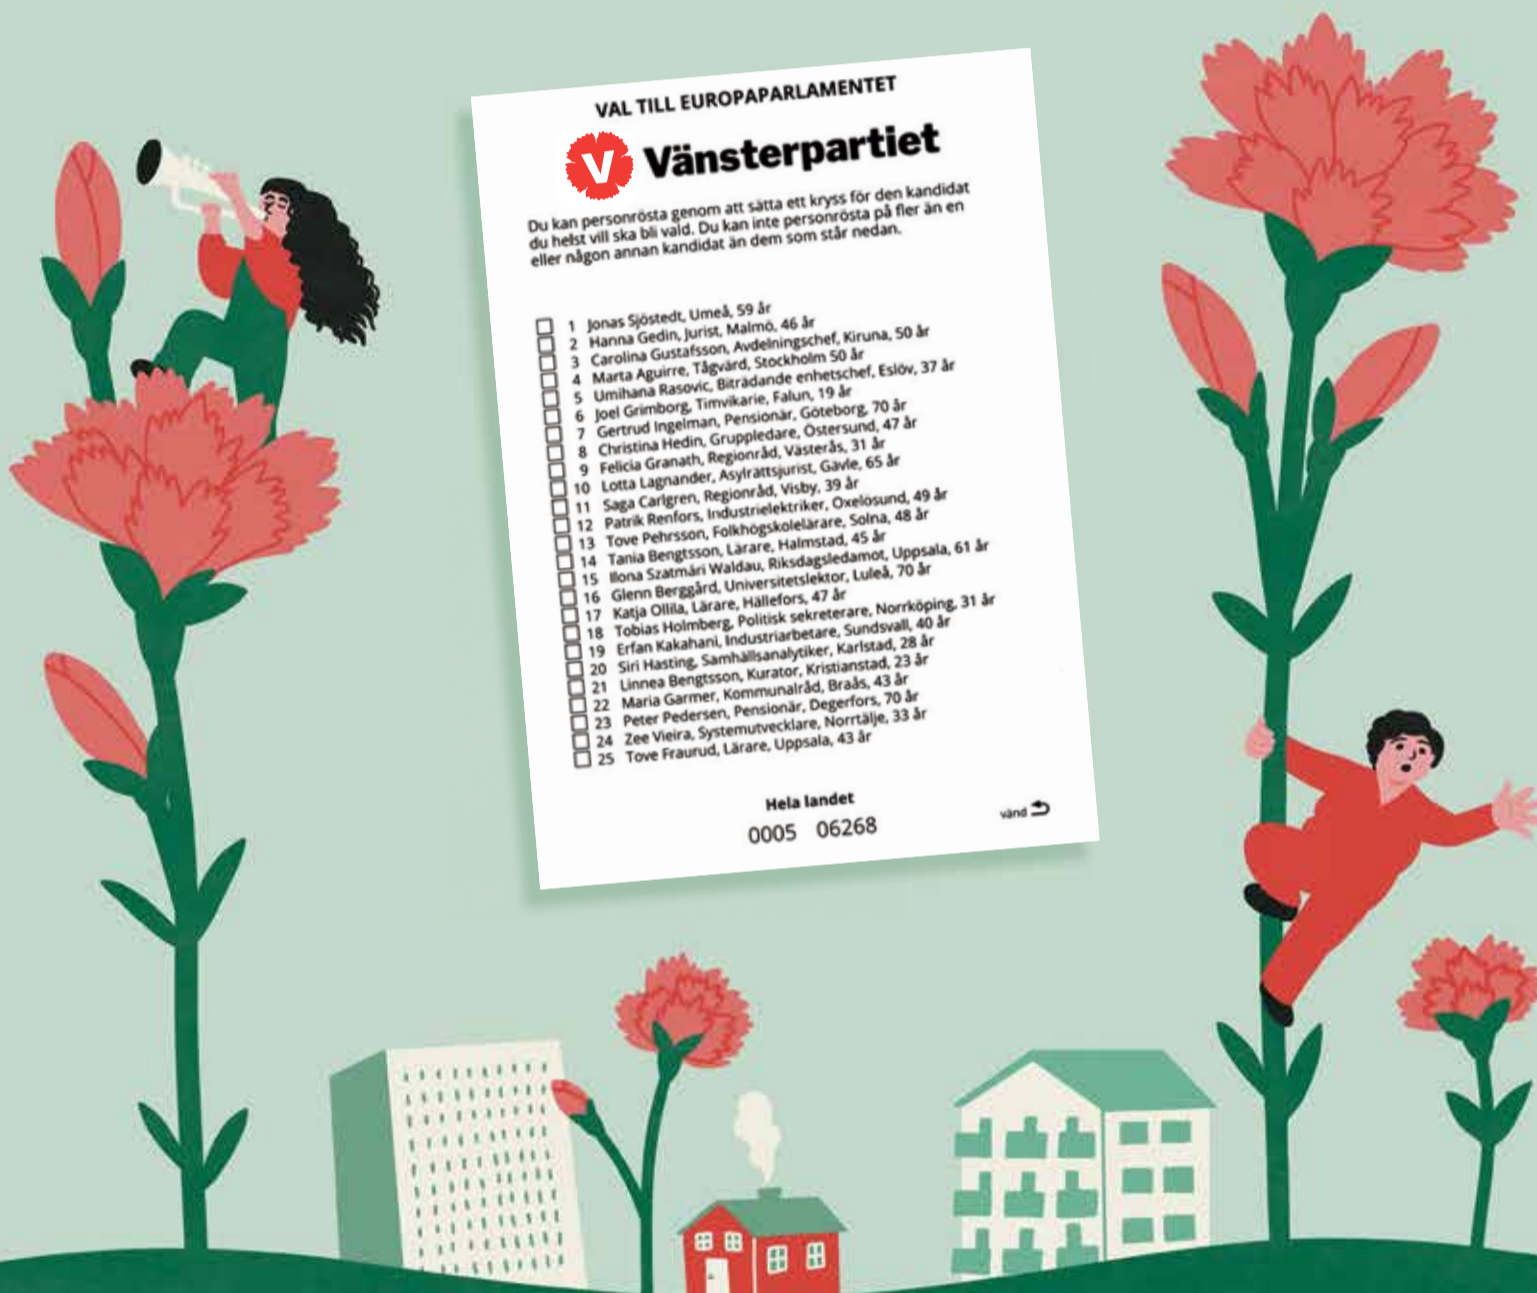 VAL TILL EUROPAPARLAMENTET
V Vänsterpartiet
Du kan personrösta genom att sätta ett kryss för den kandidat
du helst vill ska bli vald. Du kan inte personrösta på fler än en
eller någon annan kandidat än dem som står nedan.
1 Jonas Sjöstedt, Umeå, 59 år
2 Hanna Gedin, Jurist, Malmö, 46 år
3 Carolina Gustafsson, Avdelningschef, Kiruna, 50 år
4 Marta Aguirre, Tågvärd, Stockholm 50 år
5 Umihana Rasovic, Biträdande enhetschef, Eslöv, 37 år
6 Joel Grimborg, Timvikarie, Falun, 19 år
7 Gertrud Ingelman, Pensionär, Göteborg, 70 år
8 Christina Hedin, Gruppledare, Östersund, 47 år
9 Felicia Granath, Regionråd, Västerås, 31 år
10 Lotta Lagnander, Asylrättsjurist, Gävle, 65 år
11 Saga Carlgren, Regionråd, Visby, 39 år
12 Patrik Renfors, Industrielektriker, Oxelösund, 49 år
13 Tove Pehrsson, Folkhögskolelärare, Solna, 48 år
14 Tania Bengtsson, Lärare, Halmstad, 45 år
15 Ilona Szatmári Waldau, Riksdagsledamot, Uppsala, 61 år
16 Glenn Berggård, Universitetslektor, Luleå, 70 år
17 Katja Ollila, Lärare, Hällefors, 47 år
18 Tobias Holmberg, Politisk sekreterare, Norrköping, 31 år
19 Erfan Kakahani, Industriarbetare, Sundsvall, 40 år
20 Siri Hasting, Samhällsanalytiker, Karlstad, 28 år
21 Linnea Bengtsson, Kurator, Kristianstad, 23 år
22 Maria Garmer, Kommunalråd, Braås, 43 år
23 Peter Pedersen, Pensionär, Degerfors, 70 år
24 Zee Vieira, Systemutvecklare, Norrtälje, 33 år
25 Tove Fraurud, Lärare, Uppsala, 43 år
Hela landet
0005 06268
vänd